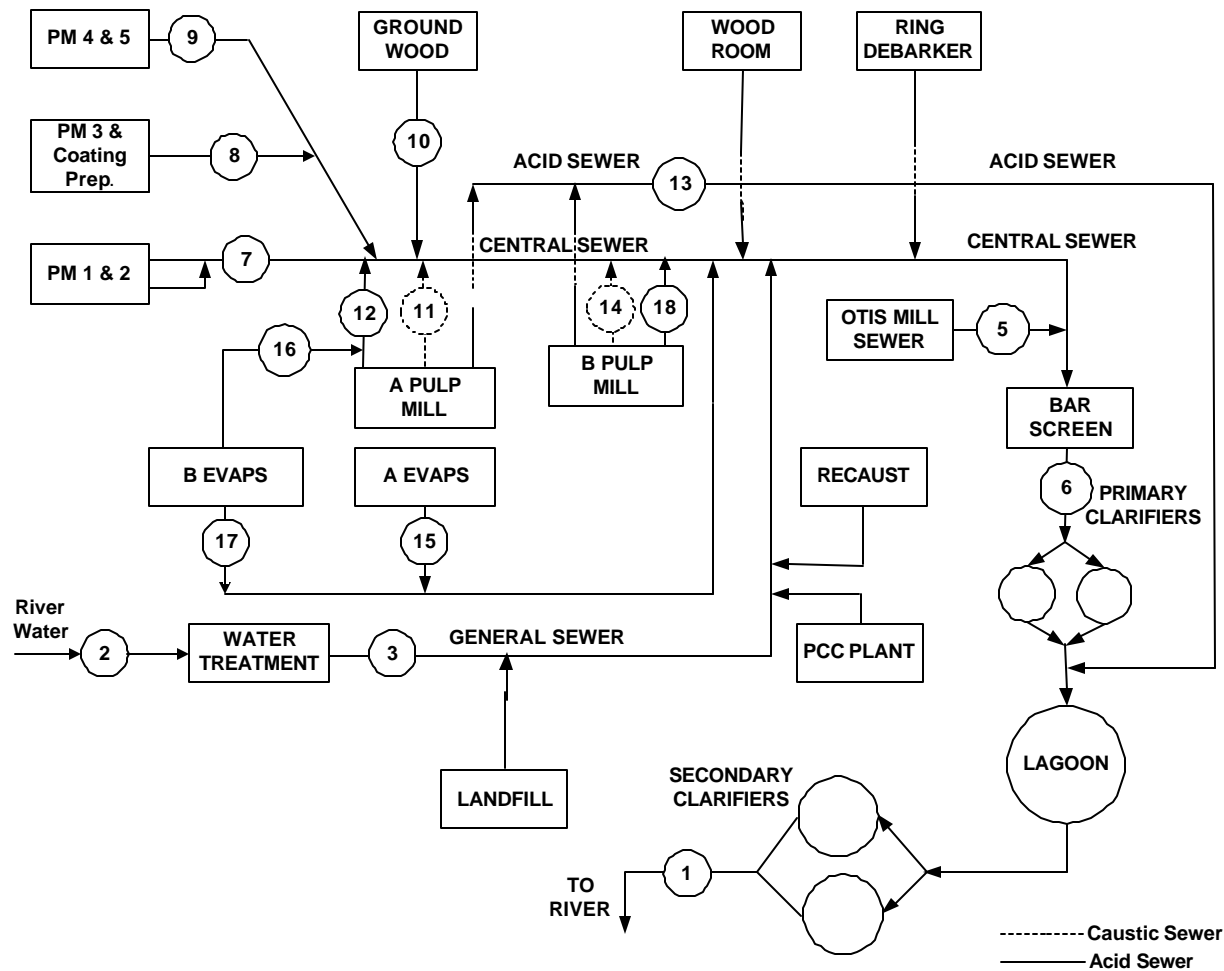 PM 4 & 5
9
GROUND
WOOD
WOOD
ROOM
RING
DEBARKER
PM 3 &
Coating
Prep.
8
10
ACID SEWER
13
ACID SEWER
PM 1 & 2
7
CENTRAL SEWER
CENTRAL SEWER
12
11
14
18
16
A PULP
MILL
B PULP
MILL
OTIS MILL
SEWER
5
BAR
SCREEN
B EVAPS
A EVAPS
RECAUST
6
PRIMARY
CLARIFIERS
17
15
River
Water
2
WATER
TREATMENT
3
GENERAL SEWER
PCC PLANT
LANDFILL
LAGOON
SECONDARY
CLARIFIERS
1
TO
RIVER
Caustic Sewer
Acid Sewer